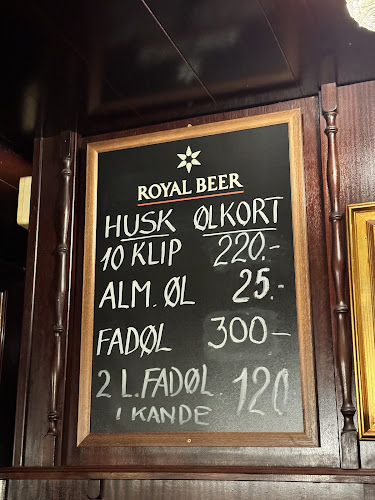 ROYAL BEER
HUSK ØLKORT
10 KLIP 220.-
ALM. ØL 25.-
FADØL 300-
2 L. FADØL 120
I KANDE